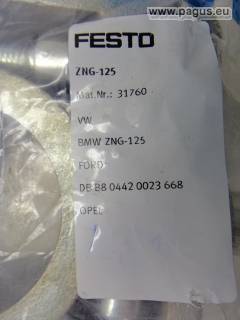 © www.pagus.eu
FESTO
ZNG-125
Mat.Nr.: 31760
VW
BMW ZNG-125
FORD
DB B8 0442 0023 668
OPEL